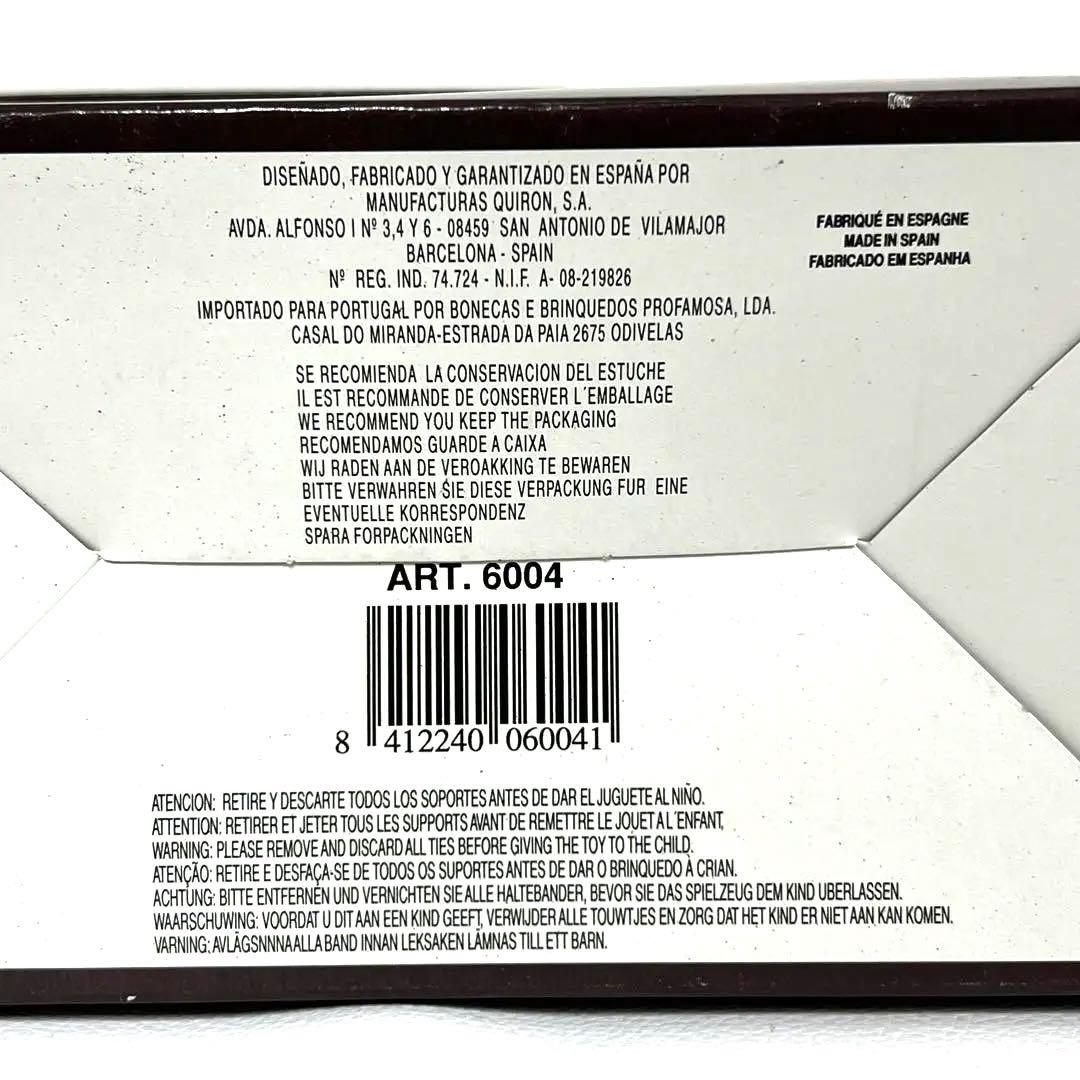 DISEÑADO, FABRICADO Y GARANTIZADO EN ESPAÑA POR
MANUFACTURAS QUIRON, S.A.
AVDA. ALFONSO I Nº 3,4 Y 6 - 08459 SAN ANTONIO DE VILAMAJOR
BARCELONA - SPAIN
Nº REG. IND. 74.724 - N.I.F. A- 08-219826
IMPORTADO PARA PORTUGAL POR BONECAS E BRINQUEDOS PROFAMOSA, LDA.
CASAL DO MIRANDA-ESTRADA DA PAIA 2675 ODIVELAS
FABRIQUÉ EN ESPAGNE
MADE IN SPAIN
FABRICADO EM ESPANHA
SE RECOMIENDA LA CONSERVACION DEL ESTUCHE
IL EST RECOMMANDE DE CONSERVER L´EMBALLAGE
WE RECOMMEND YOU KEEP THE PACKAGING
RECOMENDAMOS GUARDE A CAIXA
WIJ RADEN AAN DE VEROAKKING TE BEWAREN
BITTE VERWAHREN SIE DIESE VERPACKUNG FUR EINE
EVENTUELLE KORRESPONDENZ
SPARA FORPACKNINGEN
ART. 6004
8 412240 060041
ATENCION: RETIRE Y DESCARTE TODOS LOS SOPORTES ANTES DE DAR EL JUGUETE AL NIÑO.
ATTENTION: RETIRER ET JETER TOUS LES SUPPORTS AVANT DE REMETTRE LE JOUET A L´ENFANT,
WARNING: PLEASE REMOVE AND DISCARD ALL TIES BEFORE GIVING THE TOY TO THE CHILD.
ATENÇÃO: RETIRE E DESFAÇA-SE DE TODOS OS SUPORTES ANTES DE DAR O BRINQUEDO À CRIAN.
ACHTUNG: BITTE ENTFERNEN UND VERNICHTEN SIE ALLE HALTEBANDER, BEVOR SIE DAS SPIELZEUG DEM KIND UBERLASSEN.
WAARSCHUWING: VOORDAT U DIT AAN EEN KIND GEEFT, VERWIJDER ALLE TOUWTJES EN ZORG DAT HET KIND ER NIET AAN KAN KOMEN.
VARNING: AVLÄGSNNNA ALLA BAND INNAN LEKSAKEN LÄMNAS TILL ETT BARN.